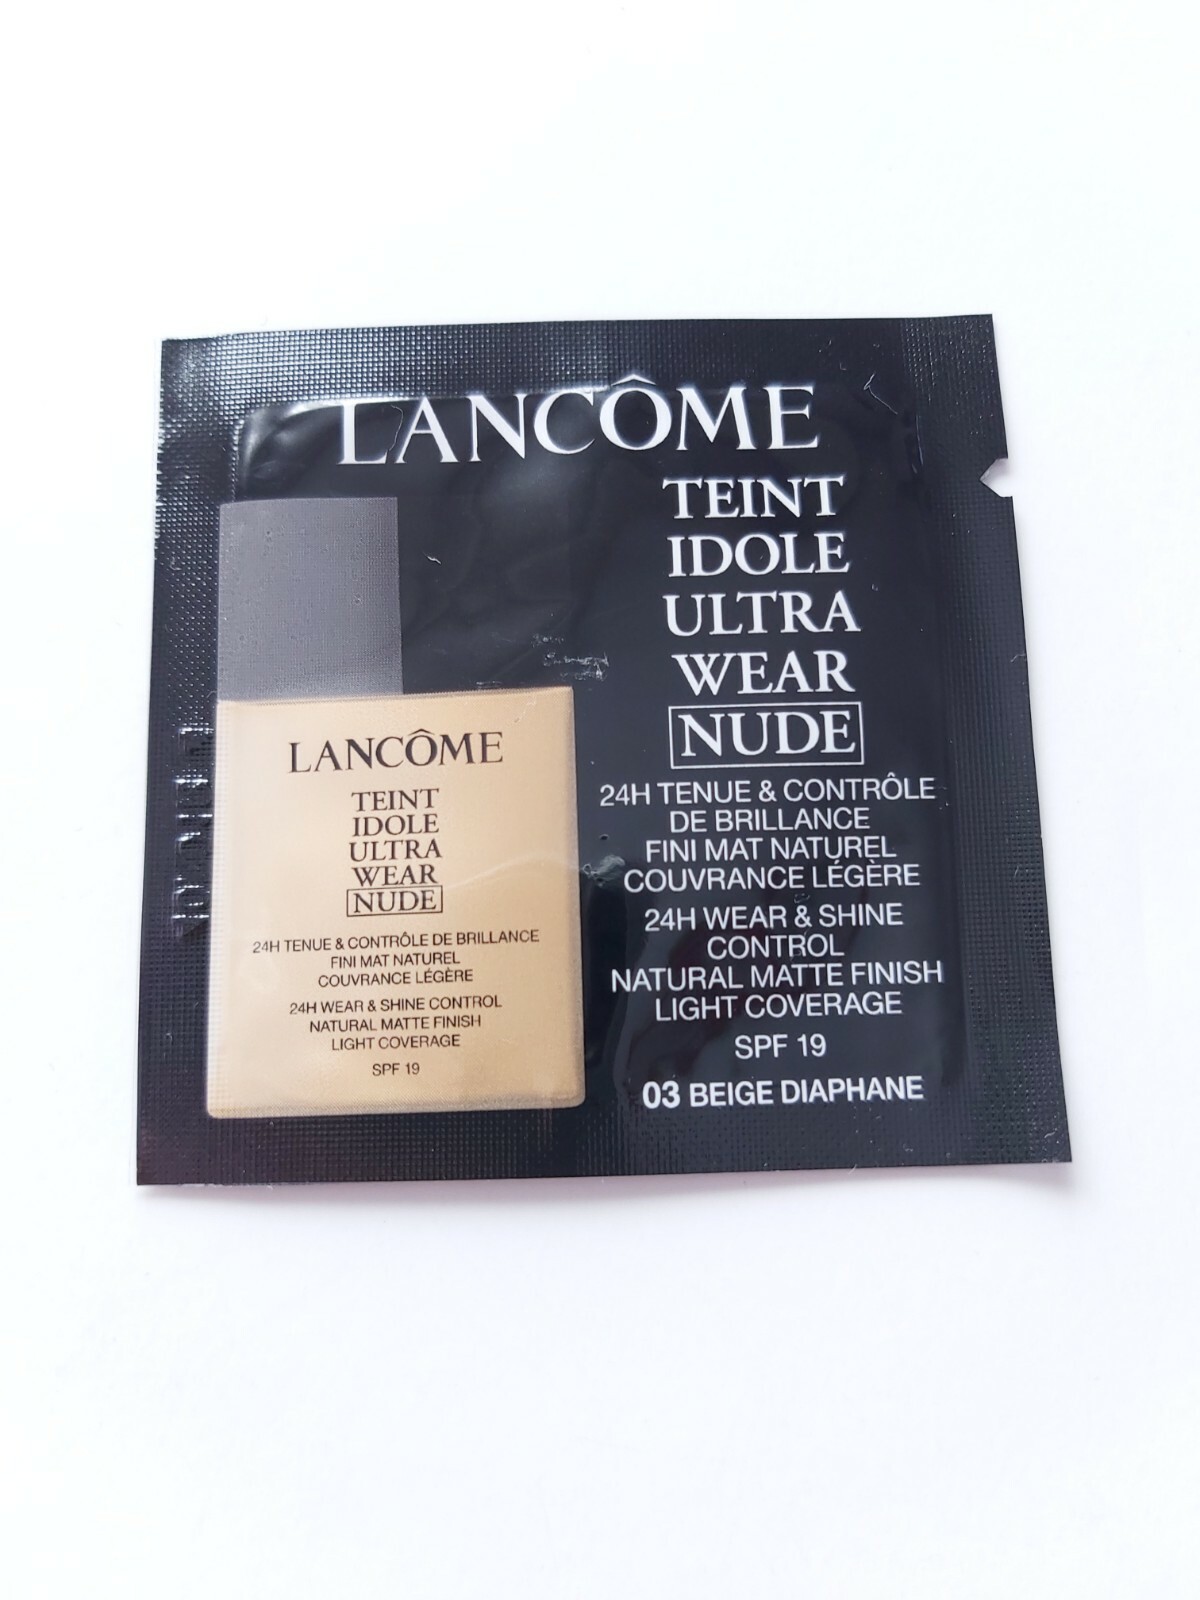 LANCÔME
TEINT
IDOLE
ULTRA
WEAR
NUDE
24H TENUE & CONTRÔLE
DE BRILLANCE
FINI MAT NATUREL
COUVRANCE LÉGÈRE
24H WEAR & SHINE
CONTROL
NATURAL MATTE FINISH
LIGHT COVERAGE
SPF 19
03 BEIGE DIAPHANE
LANCÔME
TEINT
IDOLE
ULTRA
WEAR
NUDE
24H TENUE & CONTRÔLE DE BRILLANCE
FINI MAT NATUREL
COUVRANCE LÉGÈRE
24H WEAR & SHINE CONTROL
NATURAL MATTE FINISH
LIGHT COVERAGE
SPF 19